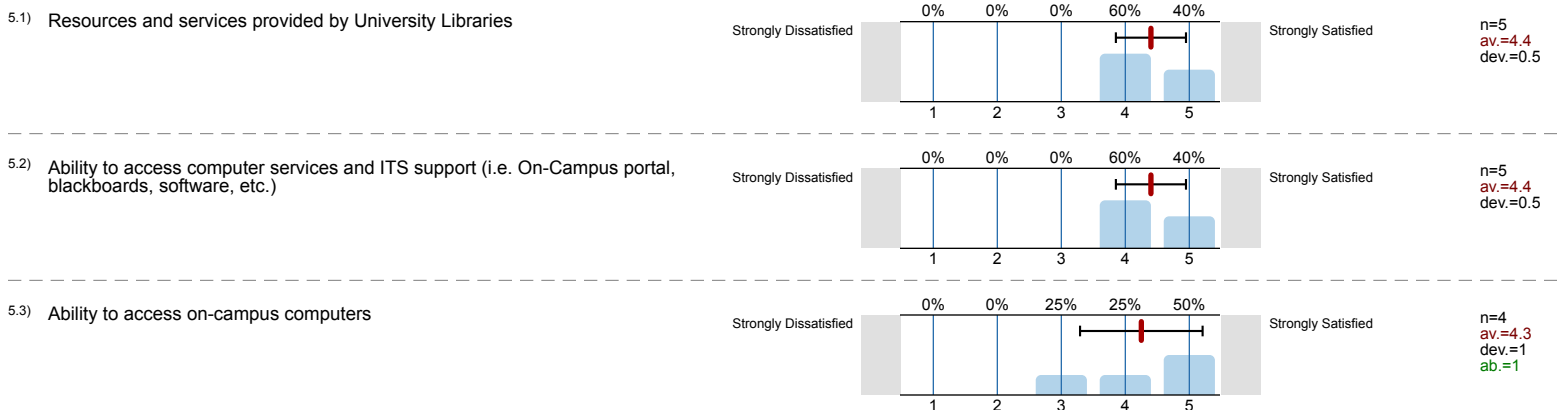 5.1) Resources and services provided by University Libraries
Strongly Dissatisfied
0% 0% 0% 60% 40%
1 2 3 4 5
Strongly Satisfied
n=5
av.=4.4
dev.=0.5
5.2) Ability to access computer services and ITS support (i.e. On-Campus portal,
blackboards, software, etc.)
Strongly Dissatisfied
0% 0% 0% 60% 40%
1 2 3 4 5
Strongly Satisfied
n=5
av.=4.4
dev.=0.5
5.3) Ability to access on-campus computers
Strongly Dissatisfied
0% 0% 25% 25% 50%
1 2 3 4 5
Strongly Satisfied
n=4
av.=4.3
dev.=1
ab.=1